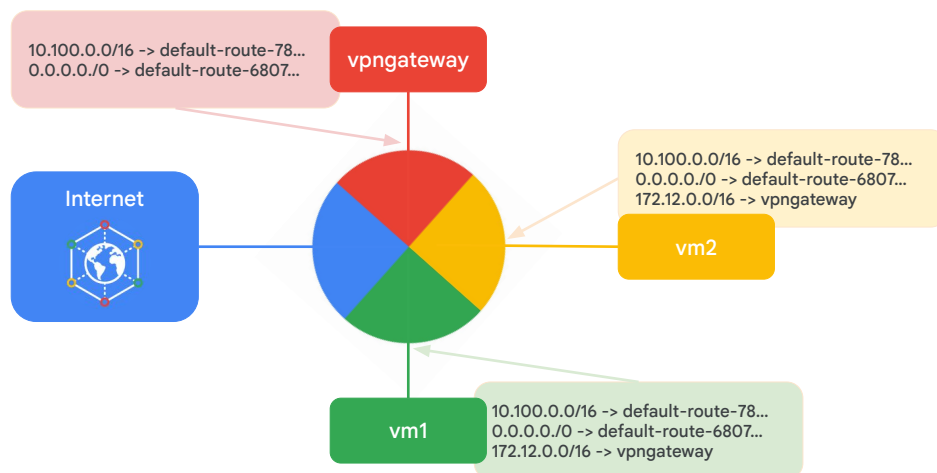 10.100.0.0/16 -> default-route-78...
0.0.0.0./0 -> default-route-6807...
vpngateway
Internet
10.100.0.0/16 -> default-route-78...
0.0.0.0./0 -> default-route-6807...
172.12.0.0/16 -> vpngateway
vm2
vm1
10.100.0.0/16 -> default-route-78...
0.0.0.0./0 -> default-route-6807...
172.12.0.0/16 -> vpngateway